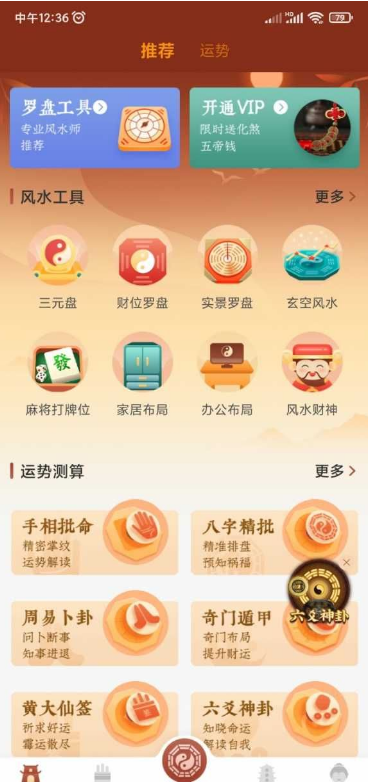 中午12:36
HD
79
推荐 运势
罗盘工具
专业风水师
推荐
开通VIP
限时送化煞
五帝钱
风水工具 更多
三元盘 财位罗盘 实景罗盘 玄空风水
發
麻将打牌位 家居布局 办公布局 风水财神
运势测算 更多
手相批命
精密掌纹
运势解读
八字精批
精准排盘
预知祸福
周易卜卦
问卜断事
知事进退
奇门遁甲
奇门布局
提升财运
六爻神卦
黄大仙签
祈求好运
霉运散尽
六爻神卦
知晓命运
解读自我